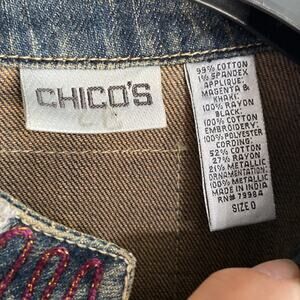 CHICO'S
99% COTTON
1% SPANDEX
APPLIQUE:
MAGENTA &
KHAKI:
100% RAYON
BLACK:
100% COTTON
EMBROIDERY:
100% POLYESTER
CORDING:
52% COTTON
27% RAYON
21% METALLIC
ORNAMENTATION:
100% METALLIC
MADE IN INDIA
RN# 79984
SIZE 0